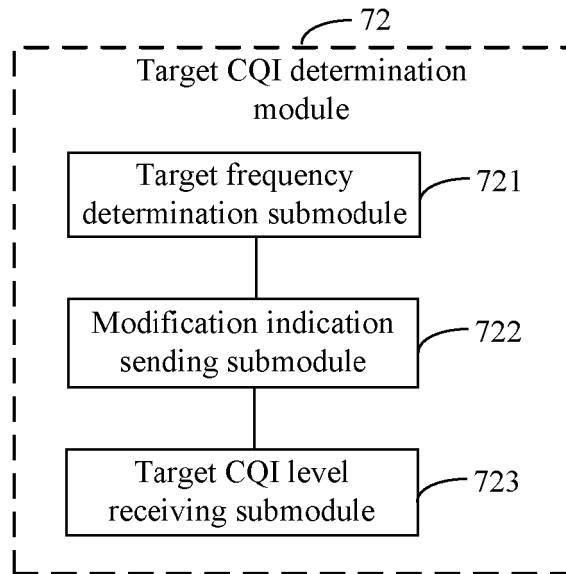 72
Target CQI determination
module
Target frequency
determination submodule
721
Modification indication
sending submodule
722
Target CQI level
receiving submodule
723